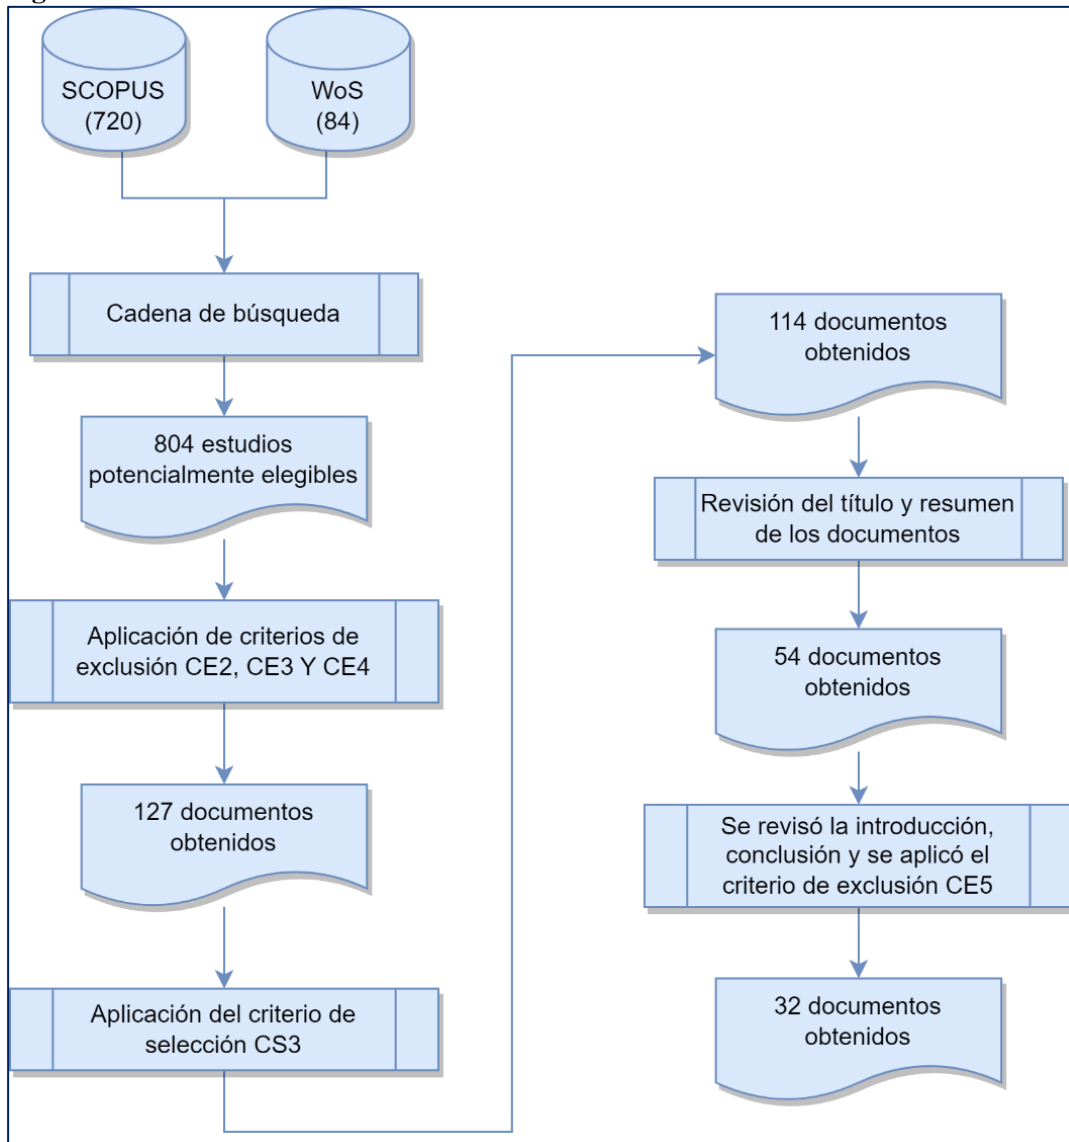 SCOPUS
(720)
WoS
(84)
Cadena de búsqueda
804 estudios
potencialmente elegibles
Aplicación de criterios de
exclusión CE2, CE3 Y CE4
127 documentos
obtenidos
Aplicación del criterio de
selección CS3
114 documentos
obtenidos
Revisión del título y resumen
de los documentos
54 documentos
obtenidos
Se revisó la introducción,
conclusión y se aplicó el
criterio de exclusión CE5
32 documentos
obtenidos